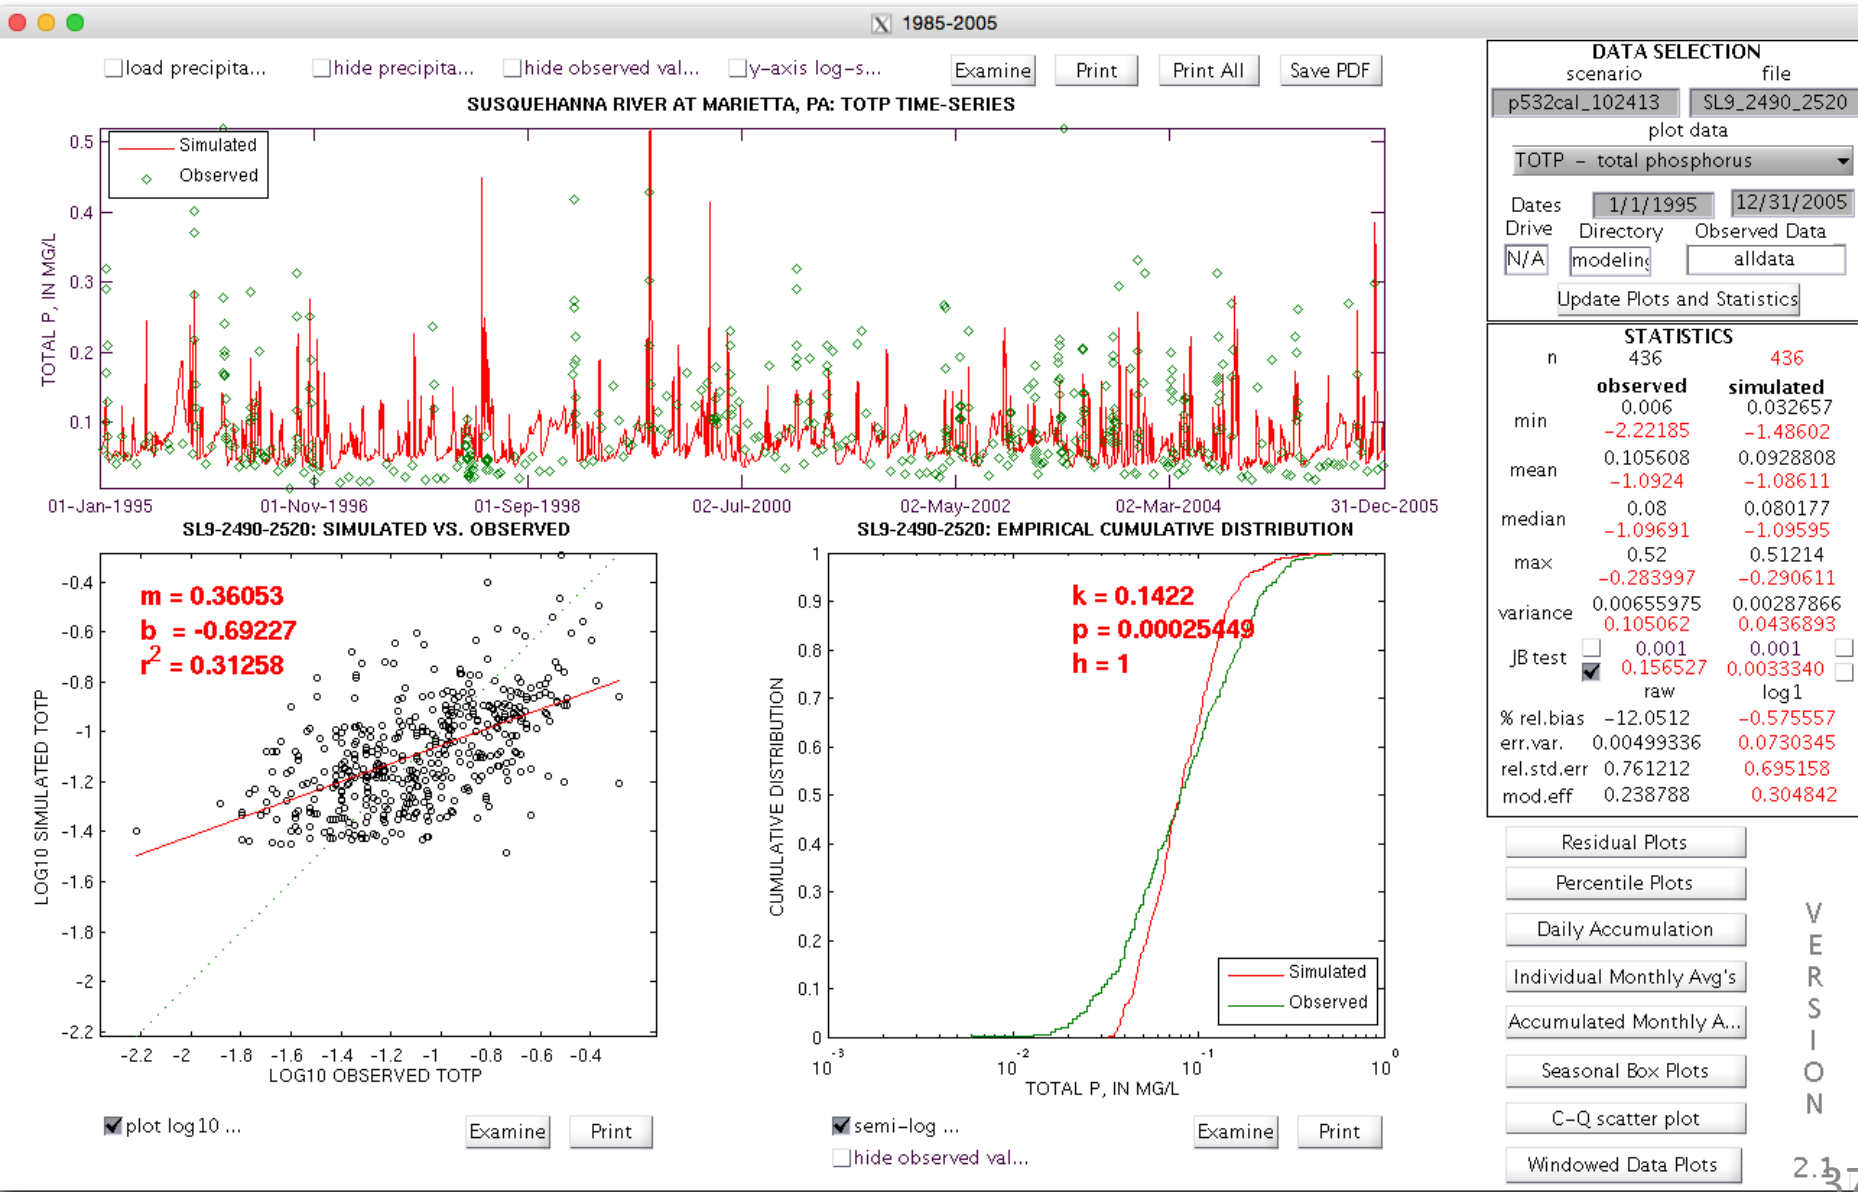 1985-2005
load precipita...
hide precipita...
hide observed val...
y-axis log-s...
Examine
Print
Print All
Save PDF
SUSQUEHANNA RIVER AT MARIETTA, PA: TOTP TIME-SERIES
Simulated
Observed
TOTAL P, IN MG/L
0.5
0.4
0.3
0.2
0.1
01-Jan-1995
01-Nov-1996
01-Sep-1998
02-Jul-2000
02-May-2002
02-Mar-2004
31-Dec-2005
SL9-2490-2520: SIMULATED VS. OBSERVED
m = 0.36053
b = -0.69227
r2 = 0.31258
LOG10 SIMULATED TOTP
-0.4
-0.6
-0.8
-1
-1.2
-1.4
-1.6
-1.8
-2
-2.2
-2.2 -2 -1.8 -1.6 -1.4 -1.2 -1 -0.8 -0.6 -0.4
LOG10 OBSERVED TOTP
plot log10 ...
Examine
Print
SL9-2490-2520: EMPIRICAL CUMULATIVE DISTRIBUTION
k = 0.1422
p = 0.00025449
h = 1
CUMULATIVE DISTRIBUTION
1
0.9
0.8
0.7
0.6
0.5
0.4
0.3
0.2
0.1
0
Simulated
Observed
10-3 10-2 10-1 100
TOTAL P, IN MG/L
semi-log ...
hide observed val...
Examine
Print
DATA SELECTION
scenario file
p532cal_102413 SL9_2490_2520
plot data
TOTP - total phosphorus
Dates 1/1/1995 12/31/2005
Drive Directory Observed Data
N/A modeling alldata
Update Plots and Statistics
STATISTICS
n 436 436
observed simulated
min 0.006 0.032657
-2.22185 -1.48602
mean 0.105608 0.0928808
-1.0924 -1.08611
median 0.08 0.080177
-1.09691 -1.09595
max 0.52 0.51214
-0.283997 -0.290611
variance 0.00655975 0.00287866
0.105062 0.0436893
JB test 0.001 0.001
0.156527 0.0033340
raw log1
% rel.bias -12.0512 -0.575557
err.var. 0.00499336 0.0730345
rel.std.err 0.761212 0.695158
mod.eff 0.238788 0.304842
Residual Plots
Percentile Plots
Daily Accumulation
Individual Monthly Avg's
Accumulated Monthly A...
Seasonal Box Plots
C-Q scatter plot
Windowed Data Plots
VERSION
2.1
37